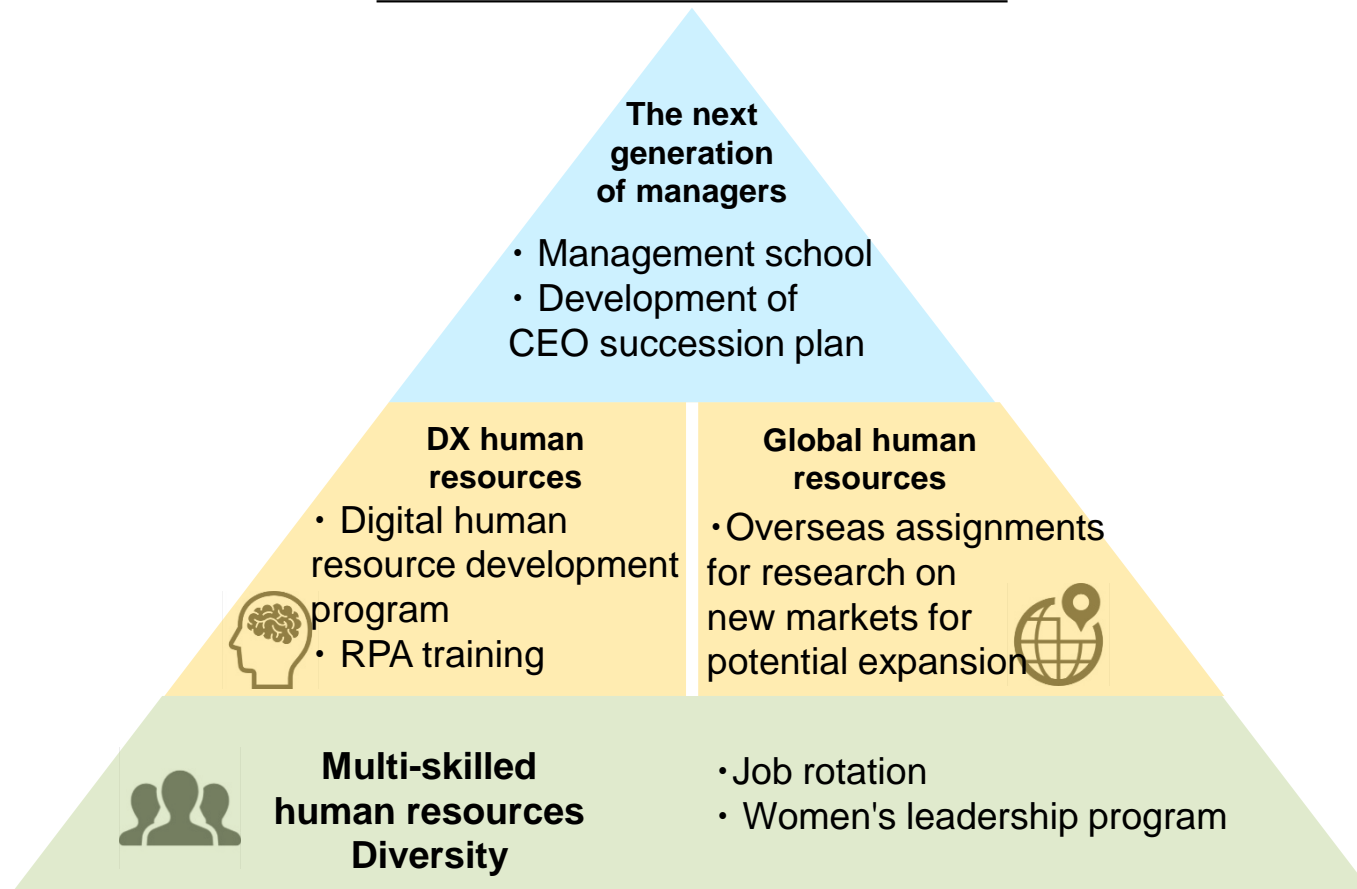 The next
generation
of managers
・ Management school
・ Development of
CEO succession plan
DX human
resources
・ Digital human
resource development
program
・ RPA training
Global human
resources
・Overseas assignments
for research on
new markets for
potential expansion
Multi-skilled
human resources
Diversity
・Job rotation
・ Women's leadership program